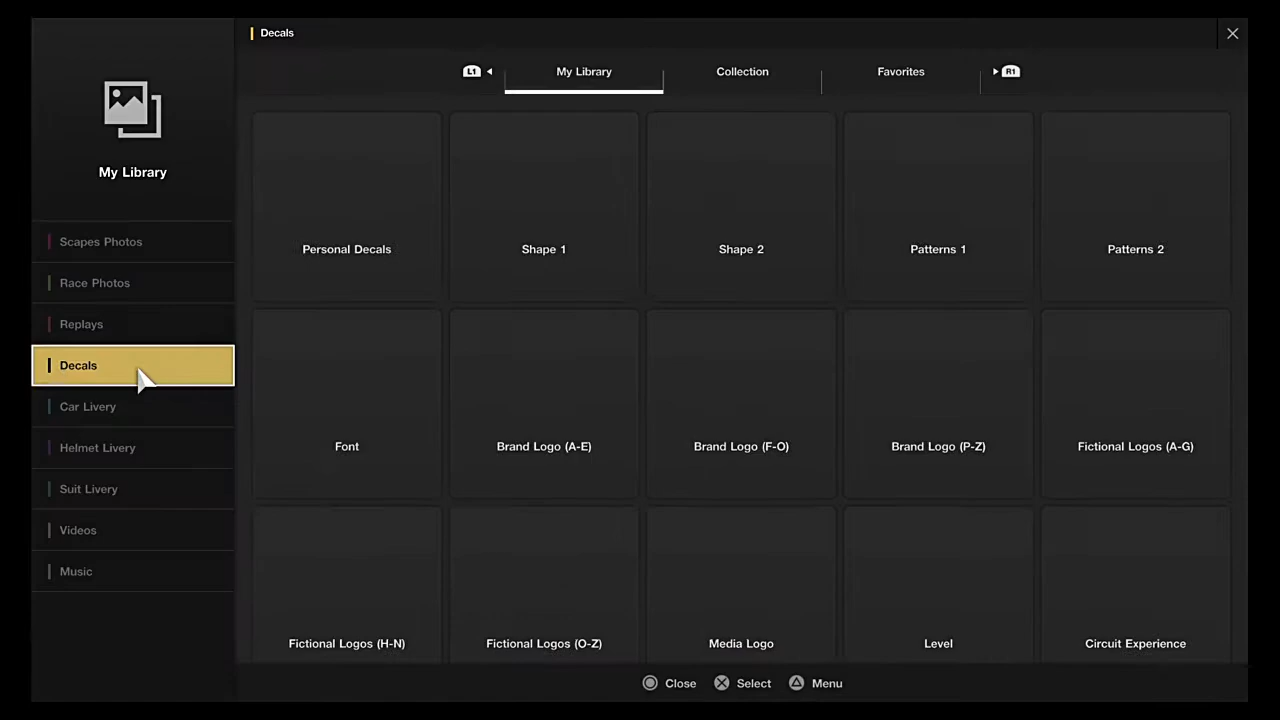 Decals
L1
My Library
Collection
Favorites
R1
My Library
Scapes Photos
Race Photos
Replays
Decals
Car Livery
Helmet Livery
Suit Livery
Videos
Music
Personal Decals
Shape 1
Shape 2
Patterns 1
Patterns 2
Font
Brand Logo (A-E)
Brand Logo (F-O)
Brand Logo (P-Z)
Fictional Logos (A-G)
Fictional Logos (H-N)
Fictional Logos (O-Z)
Media Logo
Level
Circuit Experience
Close
Select
Menu